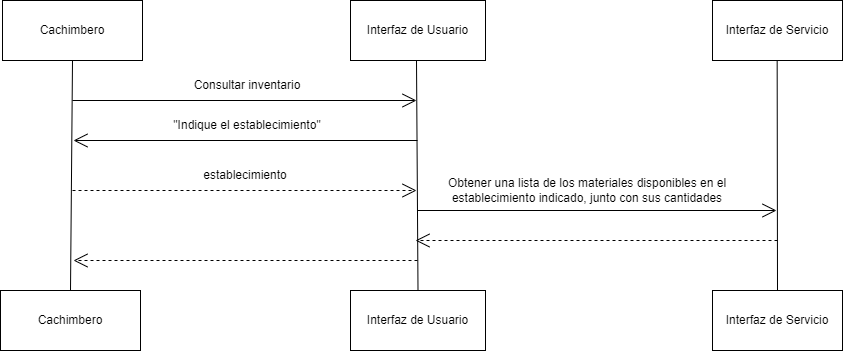 Cachimbero
Interfaz de Usuario
Interfaz de Servicio
Consultar inventario
"Indique el establecimiento"
establecimiento
Obtener una lista de los materiales disponibles en el
establecimiento indicado, junto con sus cantidades
Cachimbero
Interfaz de Usuario
Interfaz de Servicio